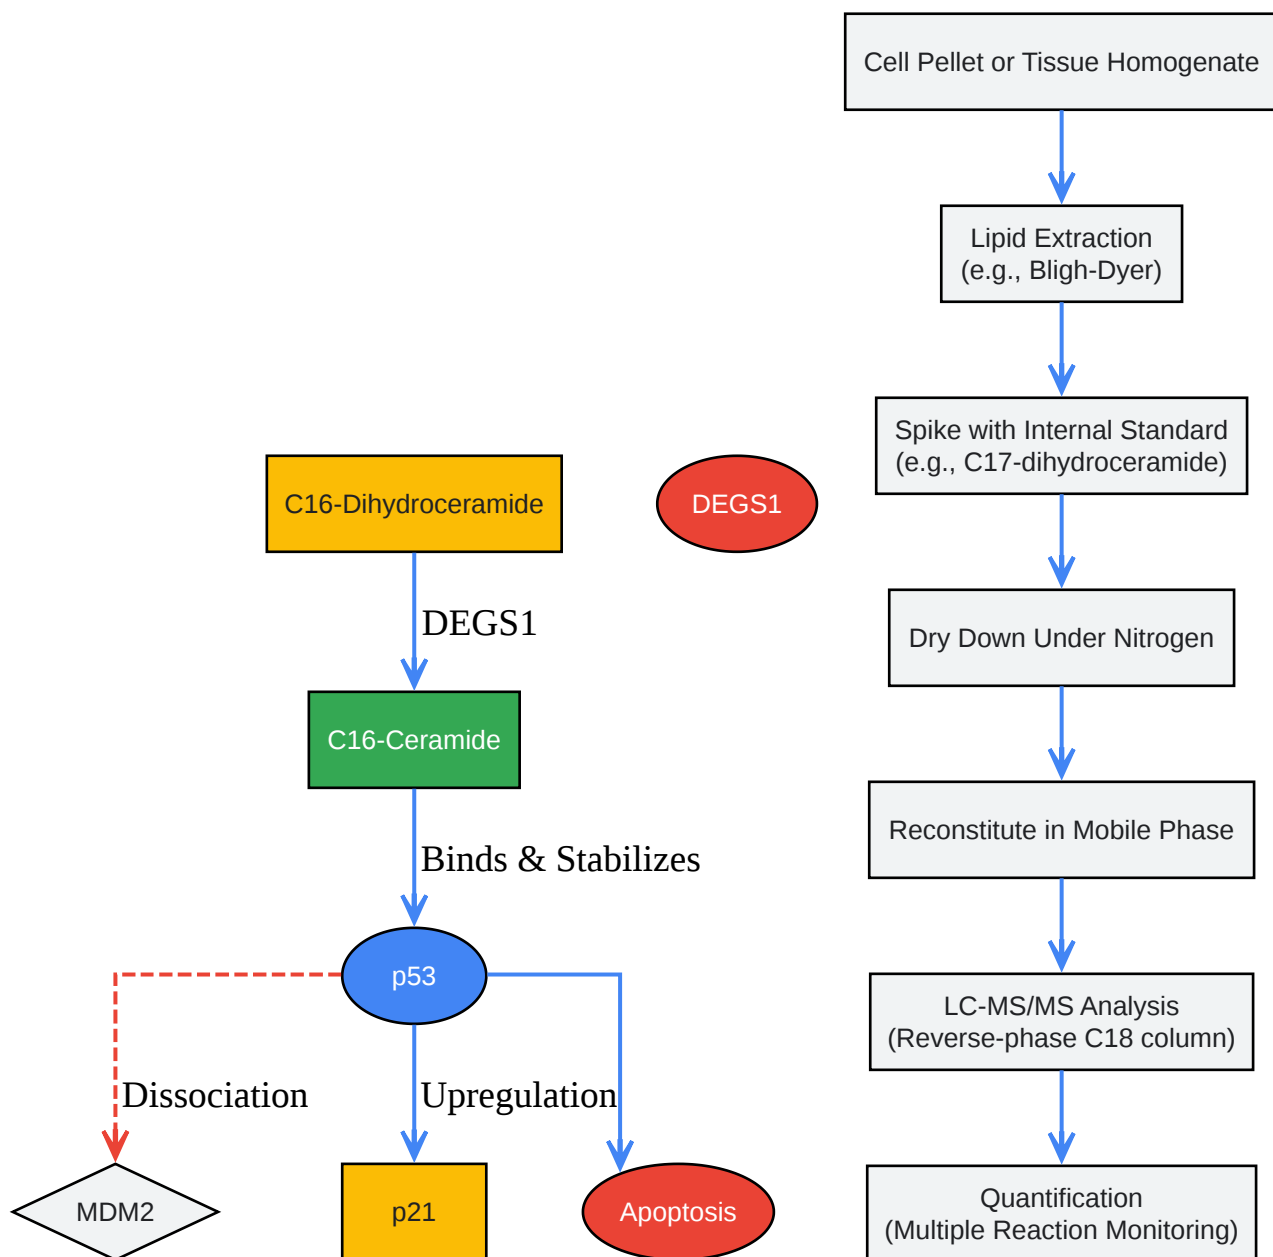 C16-Dihydroceramide
DEGS1
DEGS1
C16-Ceramide
Binds & Stabilizes
p53
Dissociation
Upregulation
MDM2
p21
Apoptosis
Cell Pellet or Tissue Homogenate
Lipid Extraction
(e.g., Bligh-Dyer)
Spike with Internal Standard
(e.g., C17-dihydroceramide)
Dry Down Under Nitrogen
Reconstitute in Mobile Phase
LC-MS/MS Analysis
(Reverse-phase C18 column)
Quantification
(Multiple Reaction Monitoring)